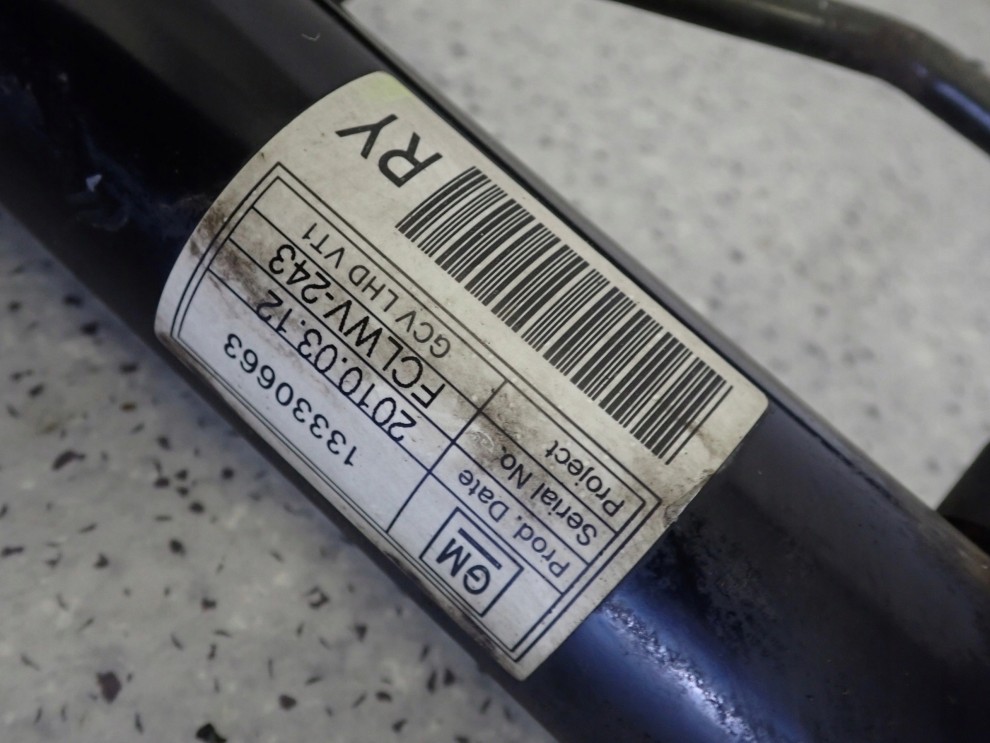 GM 13330663
Prod. Date 2010.03.12
Serial No. FCLWV-243
Project GCV LHD VT1
RY